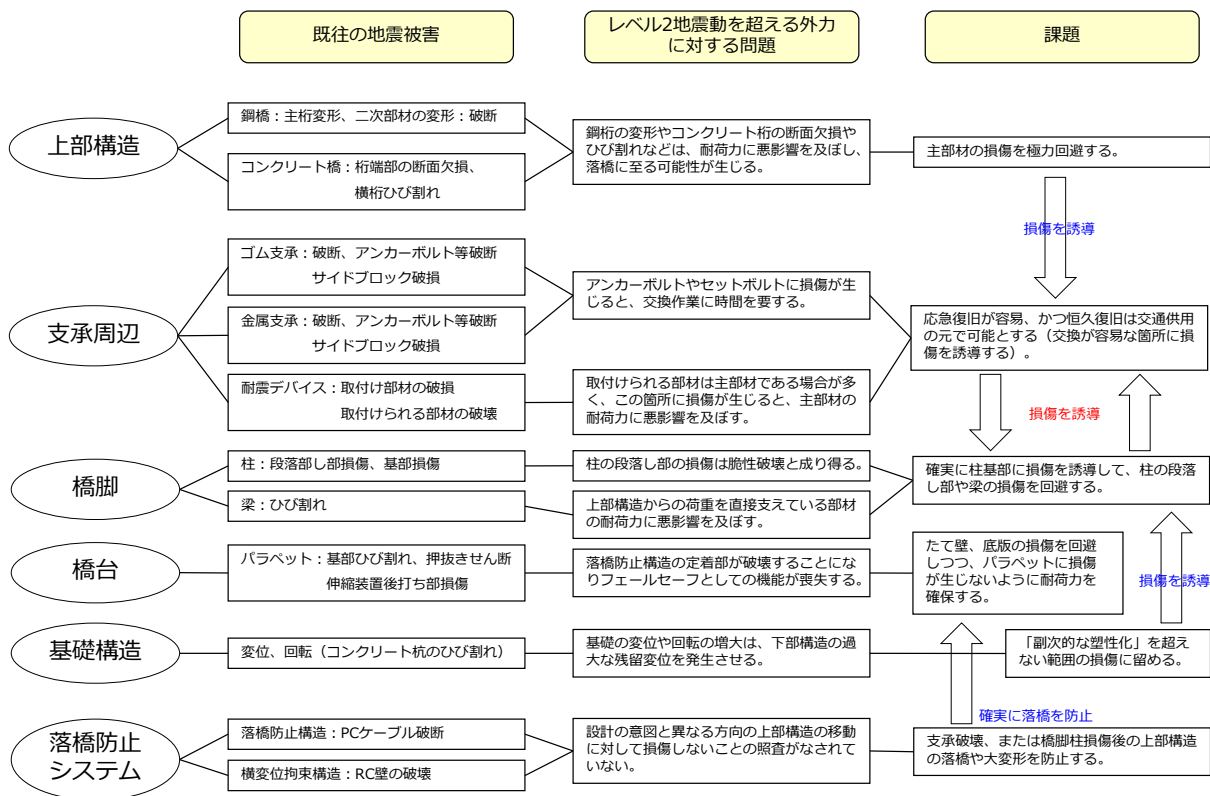 既往の地震被害
レベル2地震動を超える外力
に対する問題
課題
上部構造
鋼橋：主桁変形、二次部材の変形：破断
コンクリート橋：桁端部の断面欠損、
横桁ひび割れ
鋼桁の変形やコンクリート桁の断面欠損や
ひび割れなどは、耐荷力に悪影響を及ぼし、
落橋に至る可能性が生じる。
主部材の損傷を極力回避する。
損傷を誘導
支承周辺
ゴム支承：破断、アンカーボルト等破断
サイドブロック破損
金属支承：破断、アンカーボルト等破断
サイドブロック破損
耐震デバイス：取付け部材の破損
取付けられる部材の破壊
アンカーボルトやセットボルトに損傷が生
じると、交換作業に時間を要する。
取付けられる部材は主部材である場合が多
く、この箇所に損傷が生じると、主部材の
耐荷力に悪影響を及ぼす。
応急復旧が容易、かつ恒久復旧は交通供用
の元で可能とする（交換が容易な箇所に損
傷を誘導する）。
損傷を誘導
橋脚
柱：段落部し部損傷、基部損傷
梁：ひび割れ
柱の段落し部の損傷は脆性破壊と成り得る。
上部構造からの荷重を直接支えている部材
の耐荷力に悪影響を及ぼす。
確実に柱基部に損傷を誘導して、柱の段落
し部や梁の損傷を回避する。
橋台
パラペット：基部ひび割れ、押抜きせん断
伸縮装置後打ち部損傷
落橋防止構造の定着部が破壊することにな
りフェールセーフとしての機能が喪失する。
たて壁、底版の損傷を回避
しつつ、パラペットに損傷
が生じないように耐荷力を
確保する。
損傷を誘導
基礎構造
変位、回転（コンクリート杭のひび割れ）
基礎の変位や回転の増大は、下部構造の過
大な残留変位を発生させる。
「副次的な塑性化」を超え
ない範囲の損傷に留める。
確実に落橋を防止
落橋防止
システム
落橋防止構造：PCケーブル破断
横変位拘束構造：RC壁の破壊
設計の意図と異なる方向の上部構造の移動
に対して損傷しないことの照査がなされて
いない。
支承破壊、または橋脚柱損傷後の上部構造
の落橋や大変形を防止する。